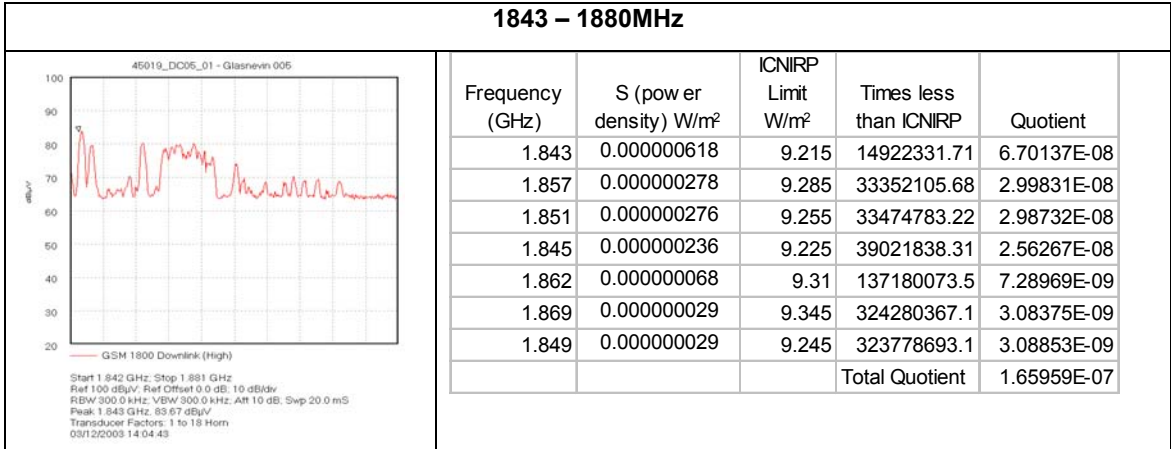 1843 – 1880MHz
45019_DC05_01 - Glasnevin 005
100
90
80
70
60
50
40
30
20
dBµV
GSM 1800 Downlink (High)
Start 1.842 GHz; Stop 1.881 GHz
Ref 100 dBµV; Ref Offset 0.0 dB; 10 dB/div
RBW 300.0 kHz; VBW 300.0 kHz; Att 10 dB; Swp 20.0 mS
Peak 1.843 GHz, 83.67 dBµV
Transducer Factors: 1 to 18 Horn
03/12/2003 14:04:43
Frequency (GHz) S (power density) W/m² ICNIRP Limit W/m² Times less than ICNIRP Quotient
1.843 0.000000618 9.215 14922331.71 6.70137E-08
1.857 0.000000278 9.285 33352105.68 2.99831E-08
1.851 0.000000276 9.255 33474783.22 2.98732E-08
1.845 0.000000236 9.225 39021838.31 2.56267E-08
1.862 0.000000068 9.31 137180073.5 7.28969E-09
1.869 0.000000029 9.345 324280367.1 3.08375E-09
1.849 0.000000029 9.245 323778693.1 3.08853E-09
Total Quotient 1.65959E-07